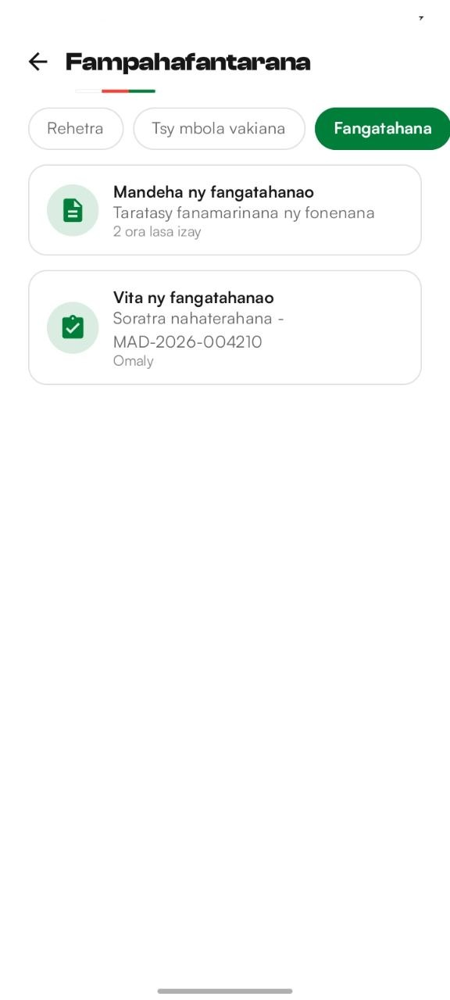 Fampahafantarana
Rehetra
Tsy mbola vakiana
Fangatahana
Mandeha ny fangatahanao
Taratasy fanamarinana ny fonenana
2 ora lasa izay
Vita ny fangatahanao
Soratra nahaterahana -
MAD-2026-004210
Omaly